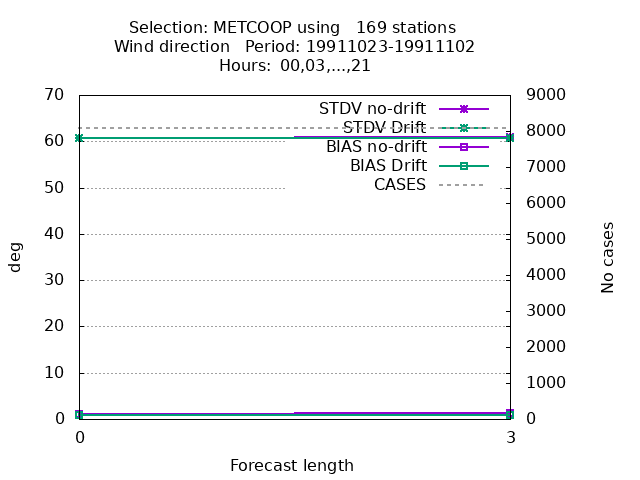 Selection: METCOOP using   169 stations
Wind direction   Period: 19911023-19911102
Hours: 00,03,...,21
70
60
50
40
30
20
10
0
deg
9000
8000
7000
6000
5000
4000
3000
2000
1000
0
No cases
STDV no-drift
STDV Drift
BIAS no-drift
BIAS Drift
CASES
0
3
Forecast length